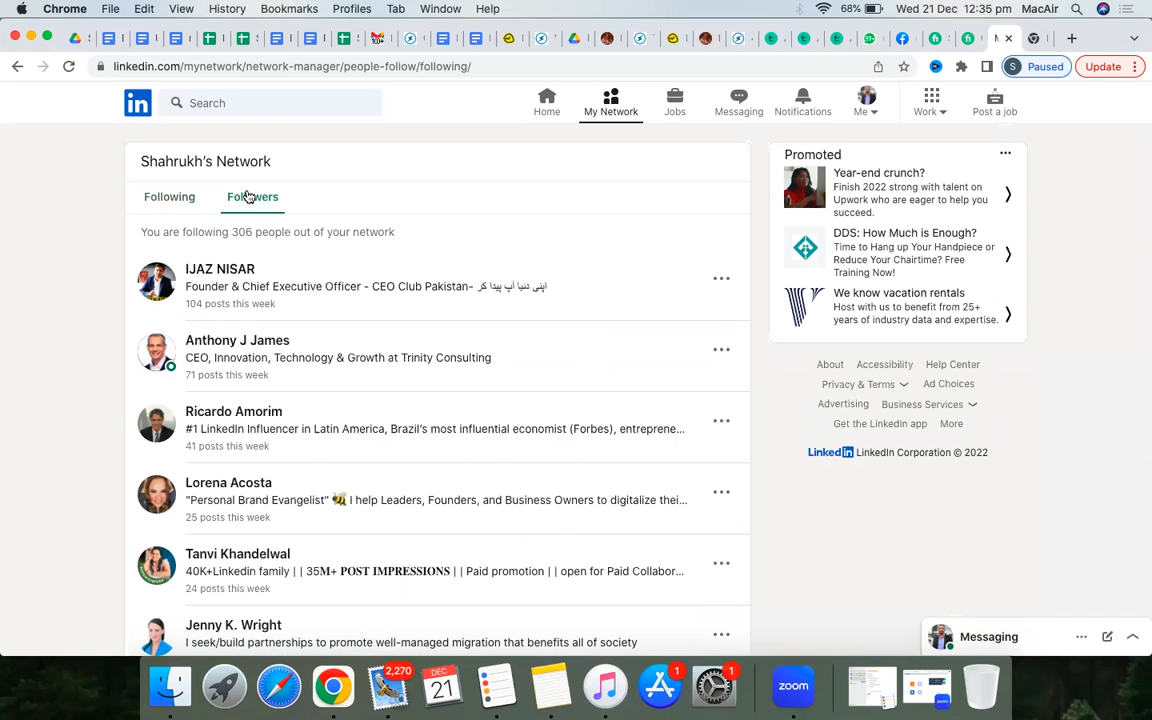 Chrome File Edit View History Bookmarks Profiles Tab Window Help 68% Wed 21 Dec 12:35 pm MacAir
linkedin.com/mynetwork/network-manager/people-follow/following/ S Paused Update
in Search Home My Network Jobs Messaging Notifications Me Work Post a job
Shahrukh's Network
Following Followers
You are following 306 people out of your network
IJAZ NISAR
Founder & Chief Executive Officer - CEO Club Pakistan- اپنی دنیا آپ پیدا کر
104 posts this week
Anthony J James
CEO, Innovation, Technology & Growth at Trinity Consulting
71 posts this week
Ricardo Amorim
#1 LinkedIn Influencer in Latin America, Brazil's most influential economist (Forbes), entreprene...
41 posts this week
Lorena Acosta
"Personal Brand Evangelist" 🐝 I help Leaders, Founders, and Business Owners to digitalize thei...
25 posts this week
Tanvi Khandelwal
40K+Linkedin family | | 35𝐌+ 𝐏𝐎𝐒𝐓 𝐈𝐌𝐏𝐑𝐄𝐒𝐒𝐈𝐎𝐍𝐒 | | Paid promotion | | open for Paid Collabor...
24 posts this week
Jenny K. Wright
I seek/build partnerships to promote well-managed migration that benefits all of society
Promoted
Year-end crunch?
Finish 2022 strong with talent on
Upwork who are eager to help you
succeed.
DDS: How Much is Enough?
Time to Hang up Your Handpiece or
Reduce Your Chairtime? Free
Training Now!
We know vacation rentals
Host with us to benefit from 25+
years of industry data and expertise.
About Accessibility Help Center
Privacy & Terms Ad Choices
Advertising Business Services
Get the LinkedIn app More
Linkedin LinkedIn Corporation © 2022
Messaging
2,270 DEC 21 1 1 zoom